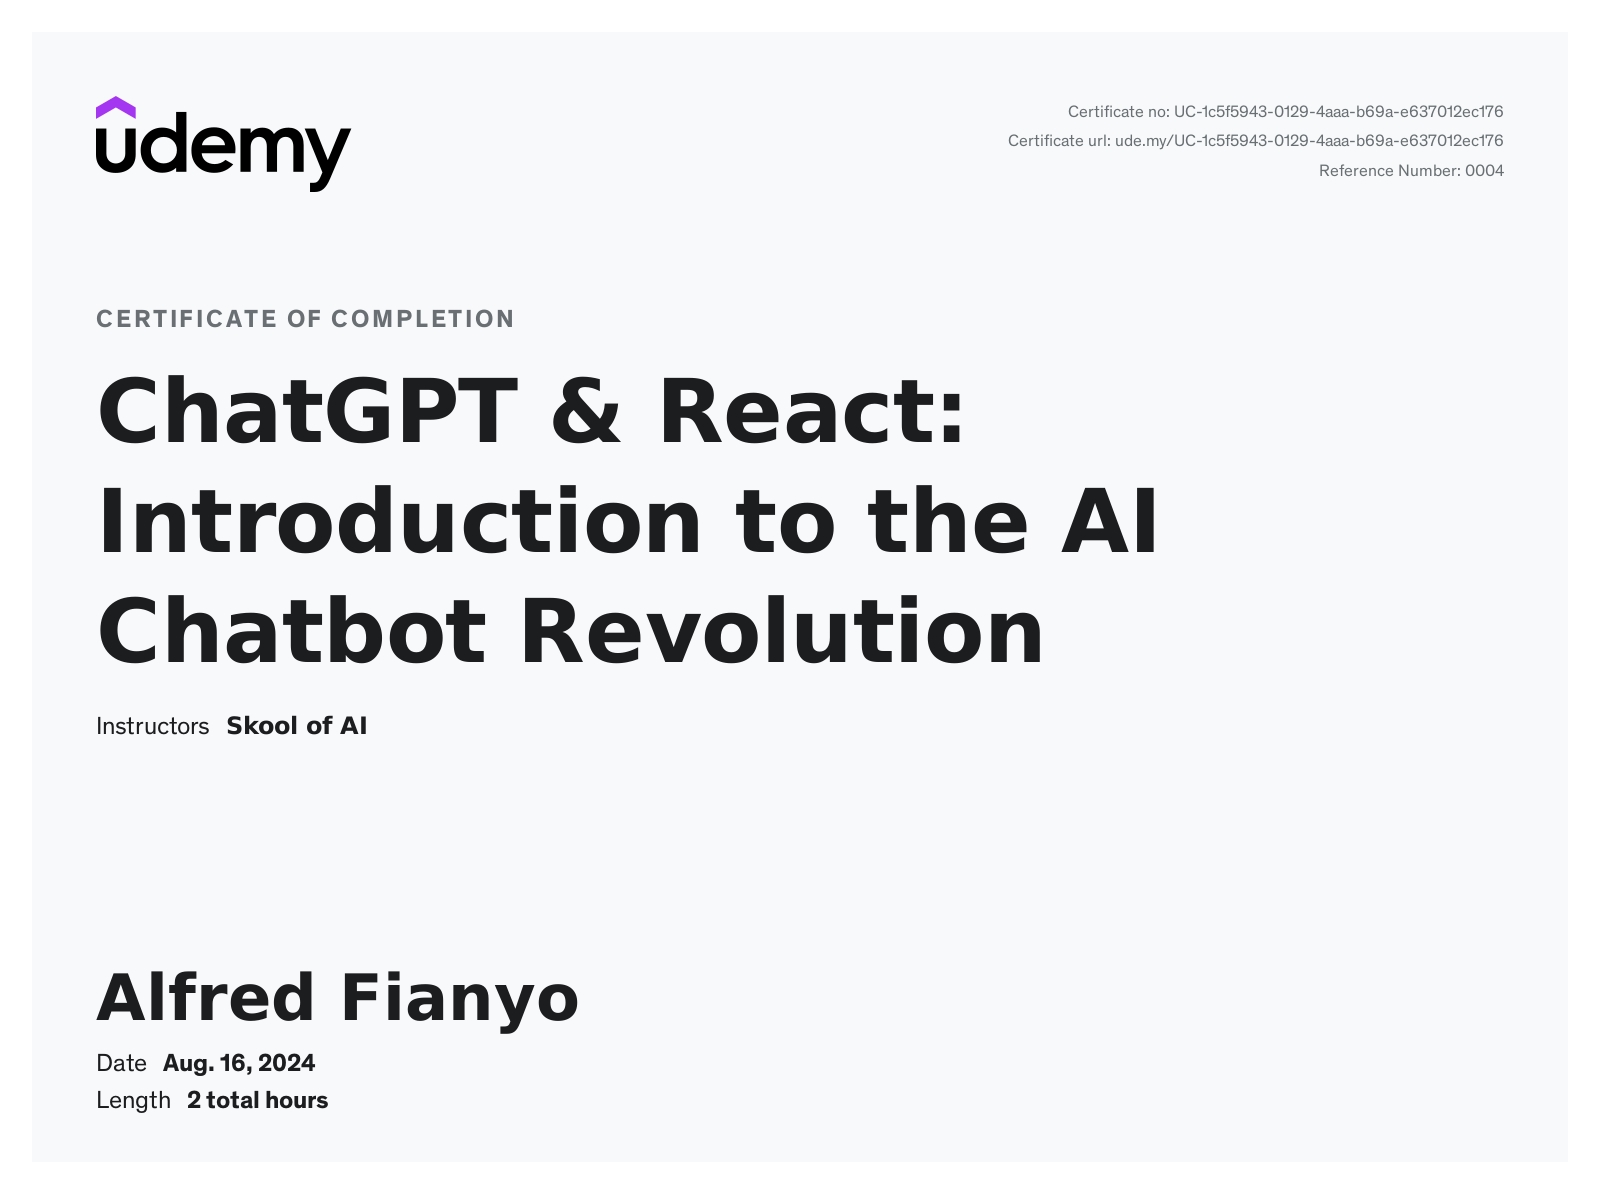 udemy
Certificate no: UC-1c5f5943-0129-4aaa-b69a-e637012ec176
Certificate url: ude.my/UC-1c5f5943-0129-4aaa-b69a-e637012ec176
Reference Number: 0004
CERTIFICATE OF COMPLETION
ChatGPT & React:
Introduction to the AI
Chatbot Revolution
Instructors Skool of AI
Alfred Fianyo
Date Aug. 16, 2024
Length 2 total hours